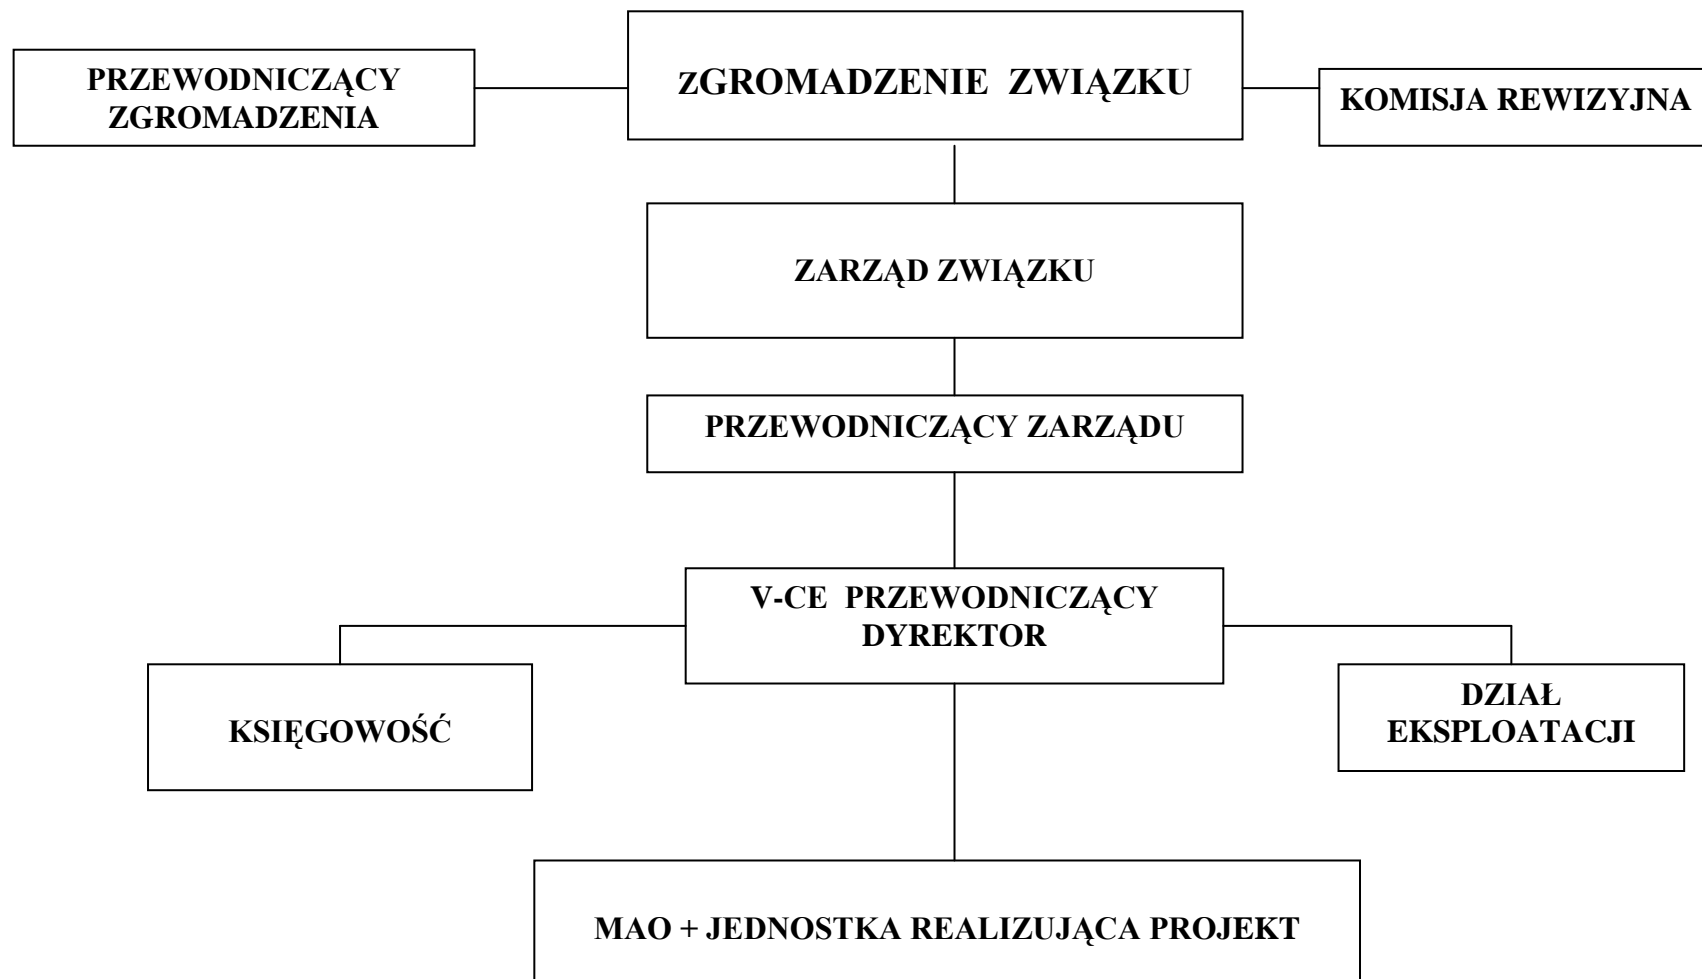 PRZEWODNICZĄCY
ZGROMADZENIA
ZGROMADZENIE ZWIĄZKU
KOMISJA REWIZYJNA
ZARZĄD ZWIĄZKU
PRZEWODNICZĄCY ZARZĄDU
V-CE PRZEWODNICZĄCY
DYREKTOR
KSIĘGOWOŚĆ
DZIAŁ
EKSPLOATACJI
MAO + JEDNOSTKA REALIZUJĄCA PROJEKT